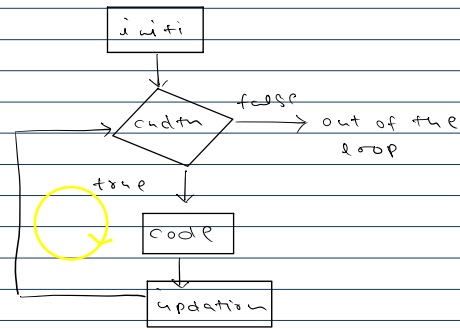 initi
cndtn
false
out of the
loop
true
code
updation